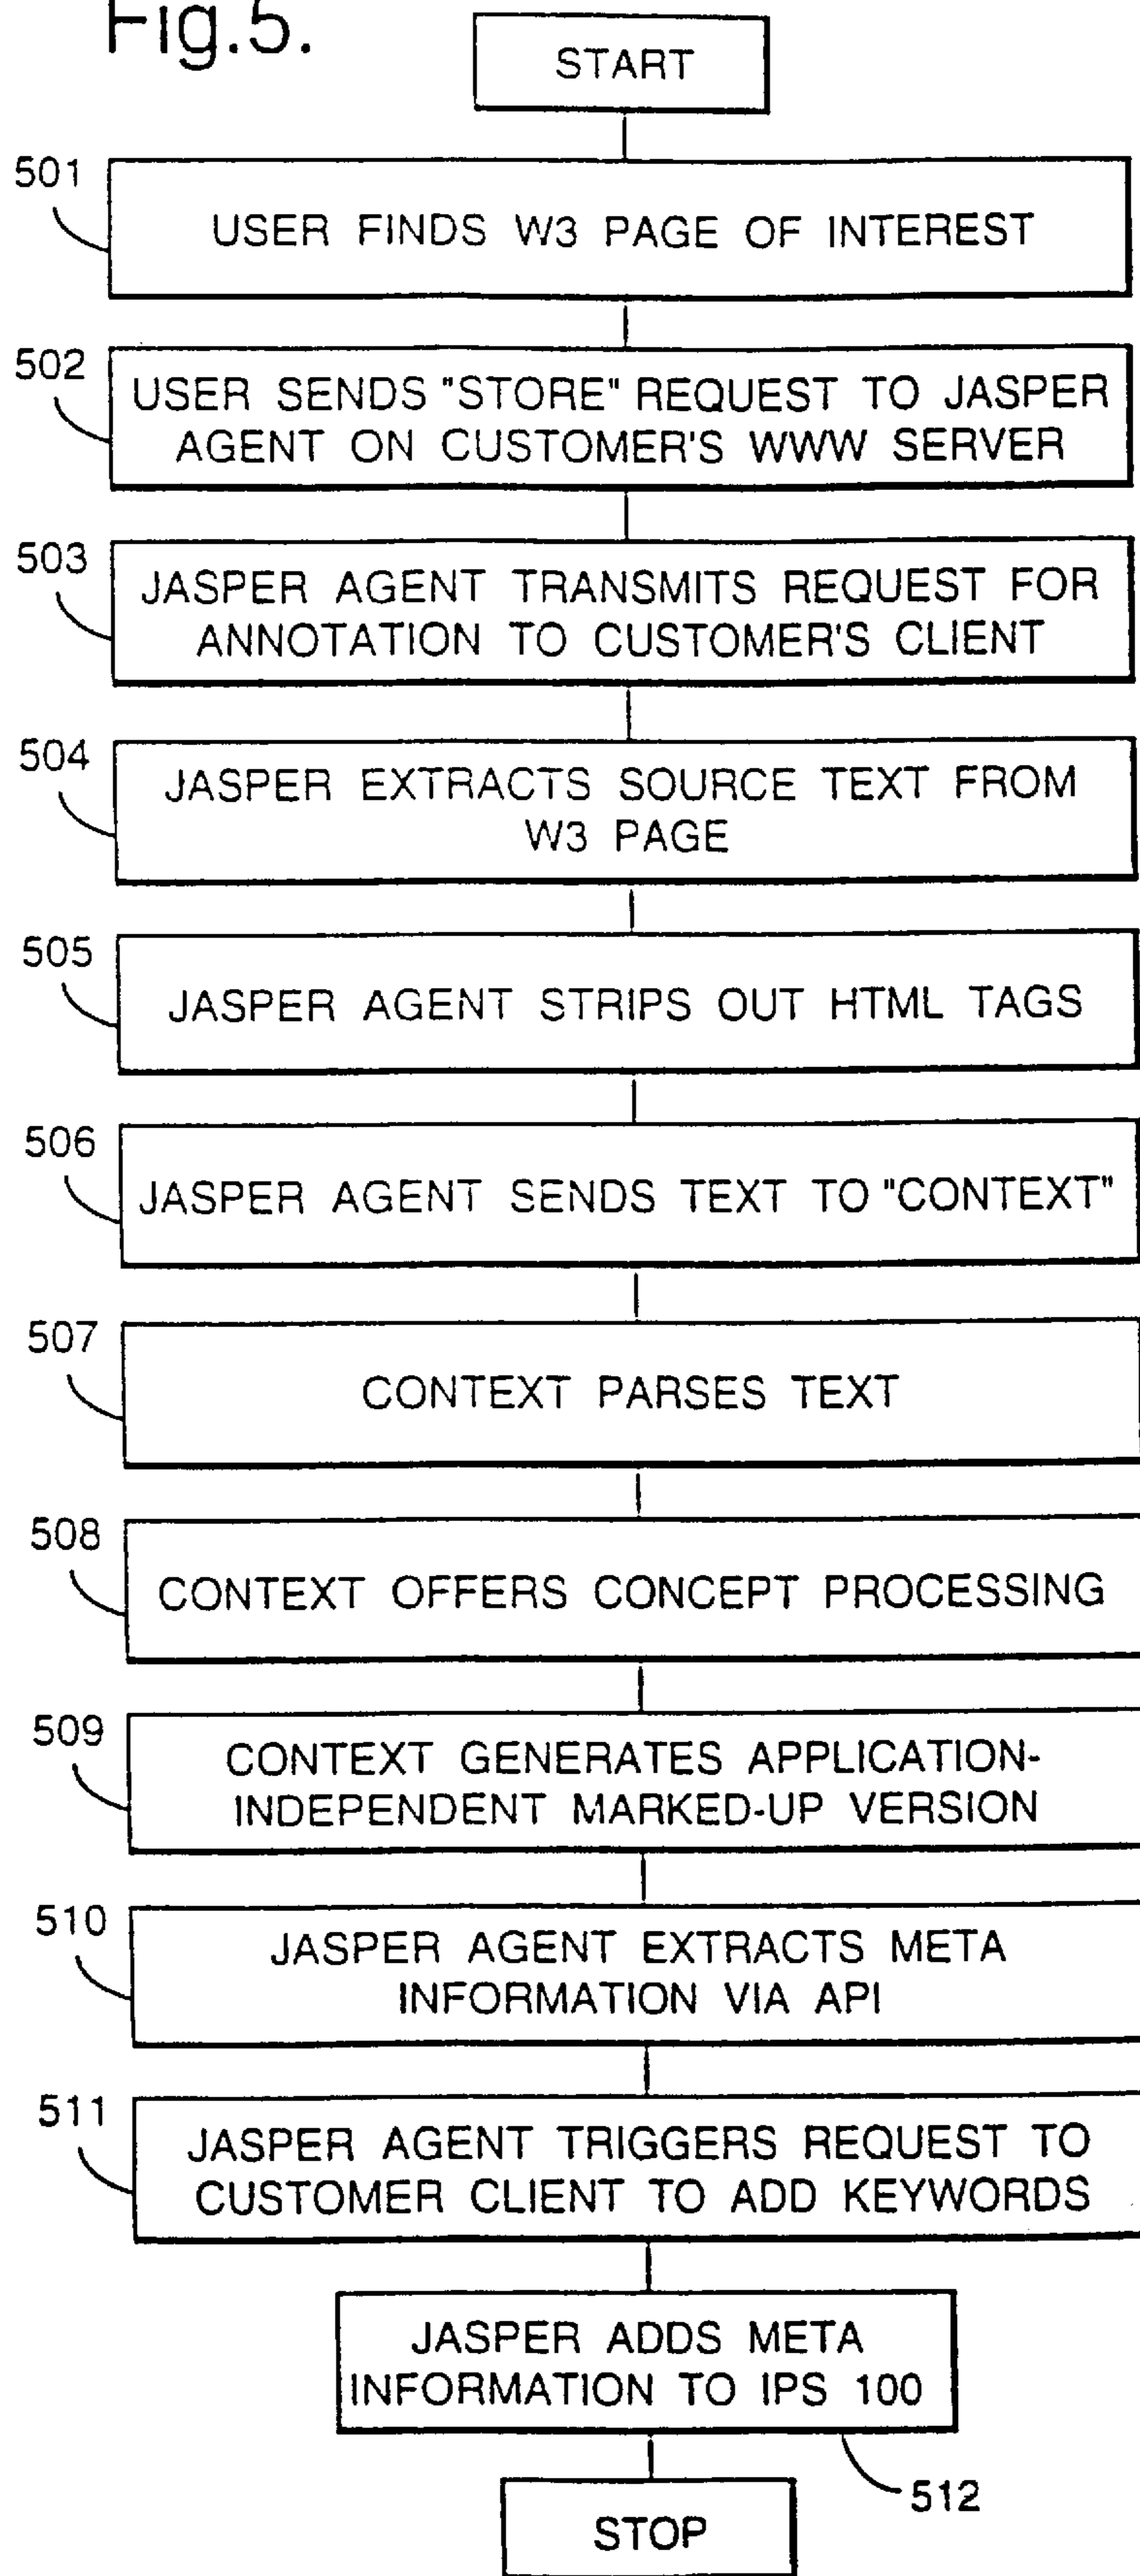 Fig.5.
START
501
USER FINDS W3 PAGE OF INTEREST
502
USER SENDS "STORE" REQUEST TO JASPER
AGENT ON CUSTOMER'S WWW SERVER
503
JASPER AGENT TRANSMITS REQUEST FOR
ANNOTATION TO CUSTOMER'S CLIENT
504
JASPER EXTRACTS SOURCE TEXT FROM
W3 PAGE
505
JASPER AGENT STRIPS OUT HTML TAGS
506
JASPER AGENT SENDS TEXT TO "CONTEXT"
507
CONTEXT PARSES TEXT
508
CONTEXT OFFERS CONCEPT PROCESSING
509
CONTEXT GENERATES APPLICATION-
INDEPENDENT MARKED-UP VERSION
510
JASPER AGENT EXTRACTS META
INFORMATION VIA API
511
JASPER AGENT TRIGGERS REQUEST TO
CUSTOMER CLIENT TO ADD KEYWORDS
JASPER ADDS META
INFORMATION TO IPS 100
512
STOP